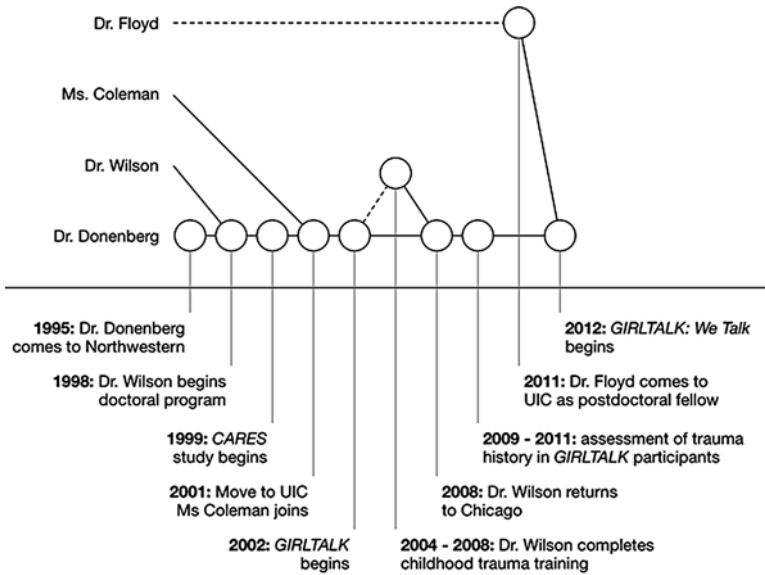 Dr. Floyd
Ms. Coleman
Dr. Wilson
Dr. Donenberg
1995: Dr. Donenberg
comes to Northwestern
1998: Dr. Wilson begins
doctoral program
1999: CARES
study begins
2001: Move to UIC
Ms Coleman joins
2002: GIRLTALK
begins
2012: GIRLTALK: We Talk
begins
2011: Dr. Floyd comes to
UIC as postdoctoral fellow
2009 - 2011: assessment of trauma
history in GIRLTALK participants
2008: Dr. Wilson returns
to Chicago
2004 - 2008: Dr. Wilson completes
childhood trauma training